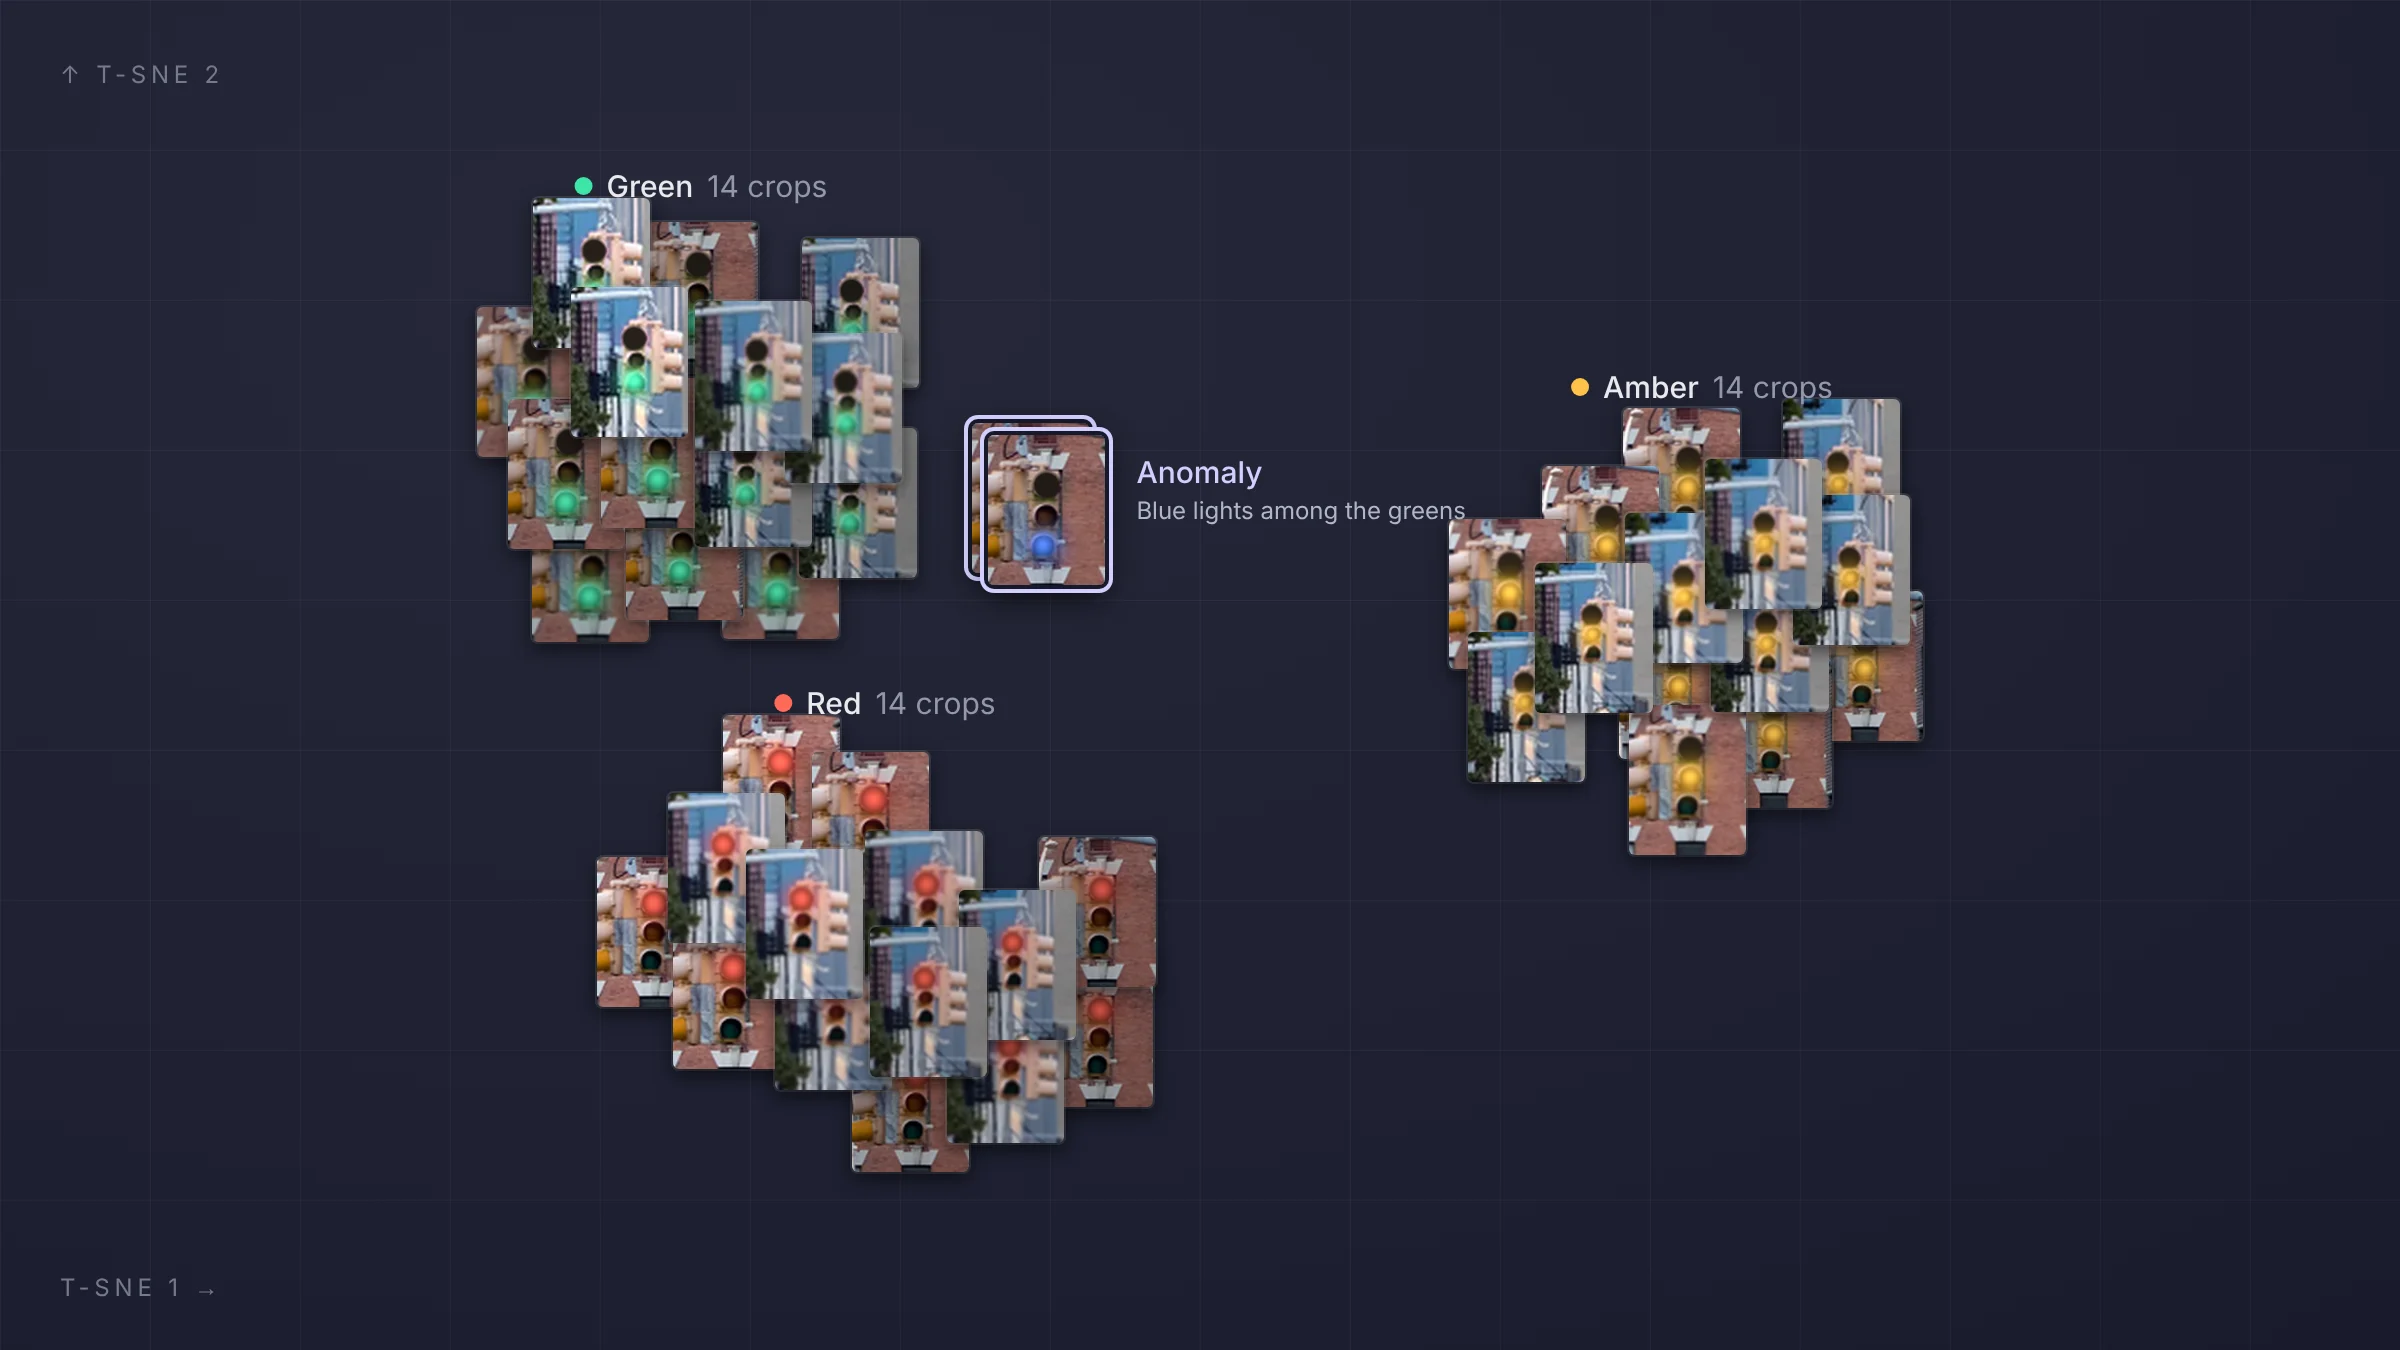 ↑ T-SNE 2
Green 14 crops
Amber 14 crops
Anomaly
Blue lights among the greens
Red 14 crops
T-SNE 1 →